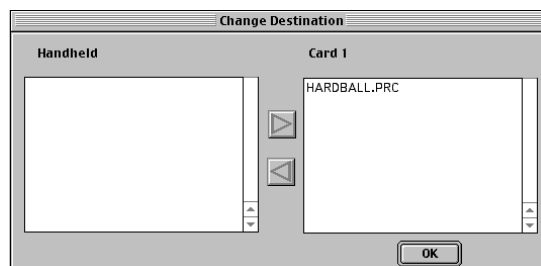 Change Destination
Handheld
Card 1
HARDBALL.PRC
OK